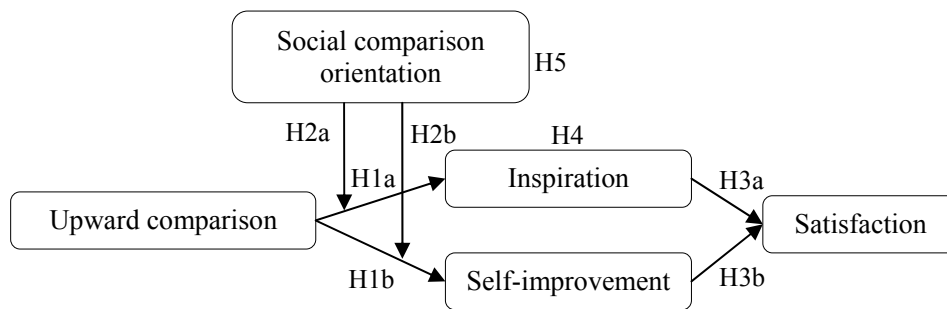 Social comparison
orientation
H5
H2a
H2b
H4
H1a
Inspiration
H3a
Upward comparison
Satisfaction
H1b
Self-improvement
H3b